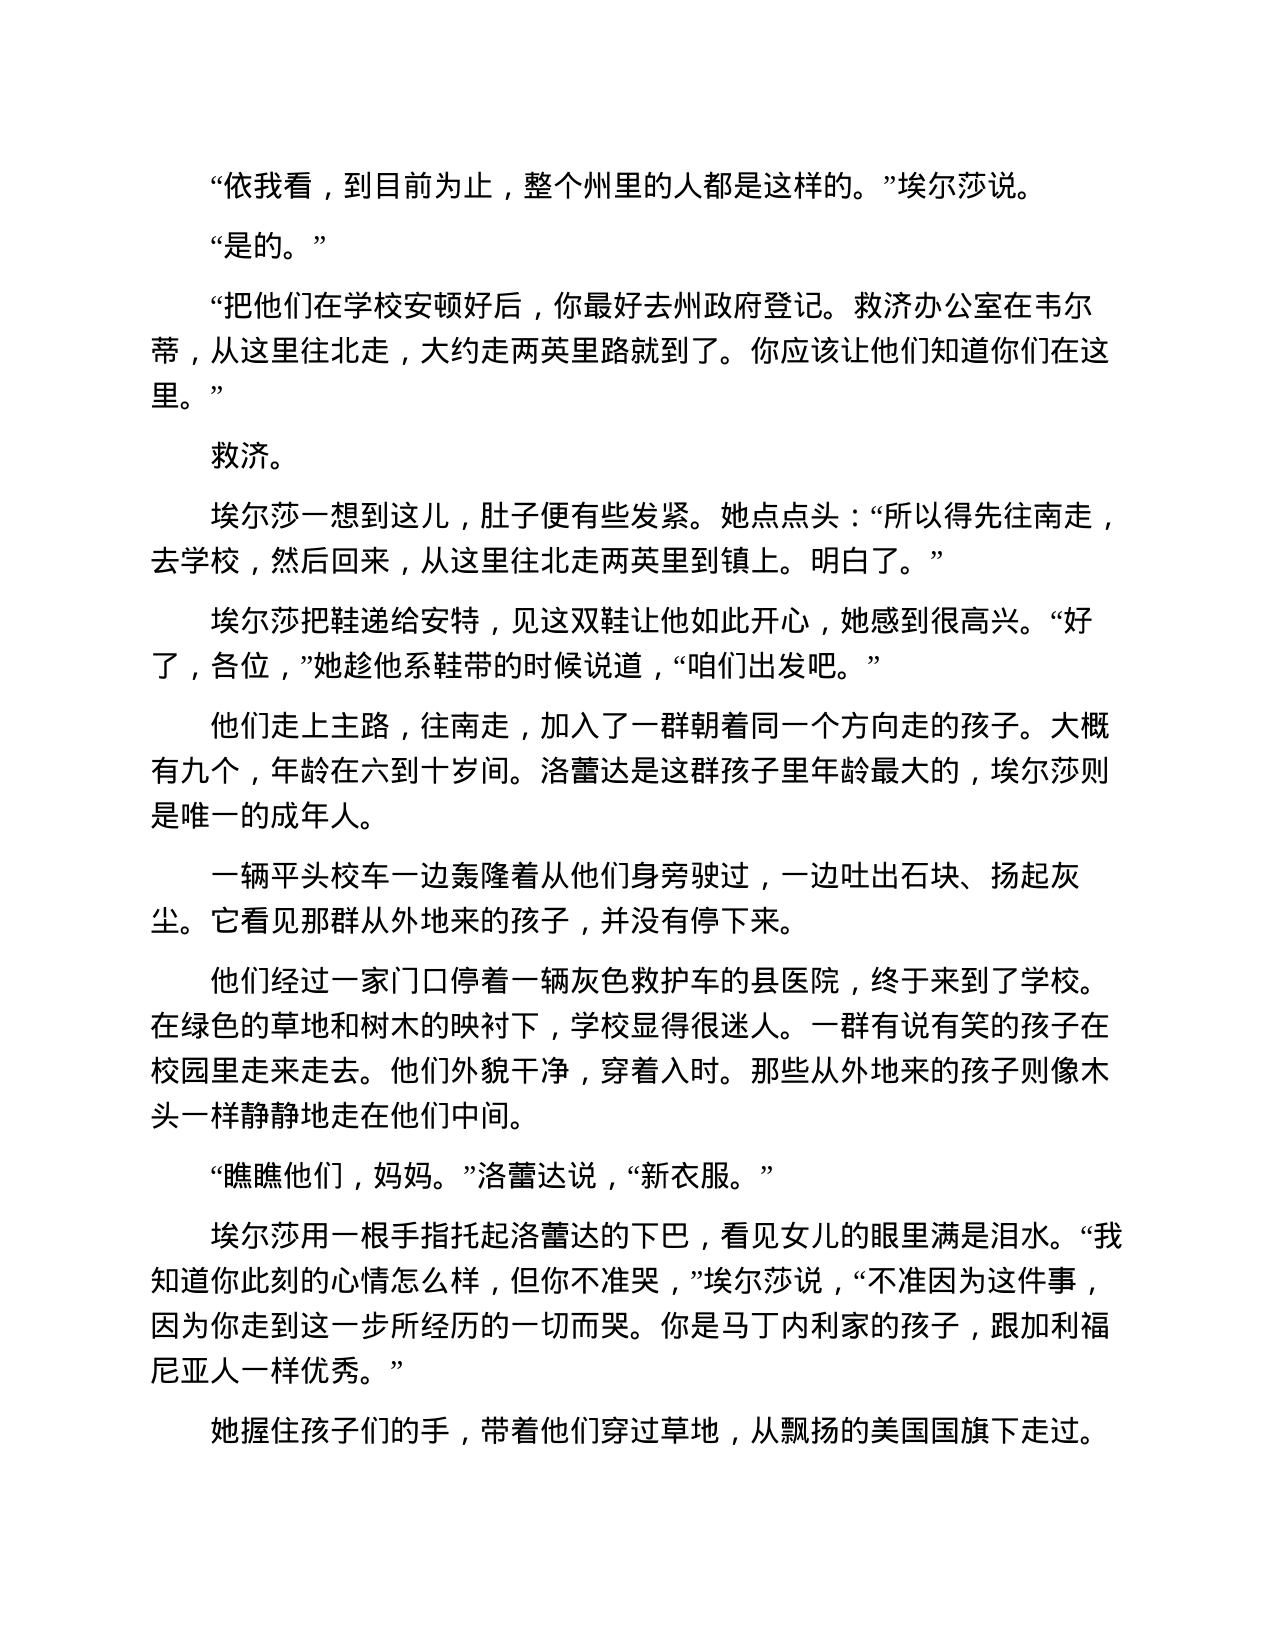 “依我看，到目前为止，整个州里的人都是这样的。”埃尔莎说。
“是的。”
“把他们在学校安顿好后，你最好去州政府登记。救济办公室在韦尔
蒂，从这里往北走，大约走两英里路就到了。你应该让他们知道你们在这
里。”
救济。
埃尔莎一想到这儿，肚子便有些发紧。她点点头：“所以得先往南走，
去学校，然后回来，从这里往北走两英里到镇上。明白了。”
埃尔莎把鞋递给安特，见这双鞋让他如此开心，她感到很高兴。“好
了，各位，”她趁他系鞋带的时候说道，“咱们出发吧。”
他们走上主路，往南走，加入了一群朝着同一个方向走的孩子。大概
有九个，年龄在六到十岁间。洛蕾达是这群孩子里年龄最大的，埃尔莎则
是唯一的成年人。
一辆平头校车一边轰隆着从他们身旁驶过，一边吐出石块、扬起灰
尘。它看见那群从外地来的孩子，并没有停下来。
他们经过一家门口停着一辆灰色救护车的县医院，终于来到了学校。
在绿色的草地和树木的映衬下，学校显得很迷人。一群有说有笑的孩子在
校园里走来走去。他们外貌干净，穿着入时。那些从外地来的孩子则像木
头一样静静地走在他们中间。
“瞧瞧他们，妈妈。”洛蕾达说，“新衣服。”
埃尔莎用一根手指托起洛蕾达的下巴，看见女儿的眼里满是泪水。“我
知道你此刻的心情怎么样，但你不准哭，”埃尔莎说，“不准因为这件事，
因为你走到这一步所经历的一切而哭。你是马丁内利家的孩子，跟加利福
尼亚人一样优秀。”
她握住孩子们的手，带着他们穿过草地，从飘扬的美国国旗下走过。